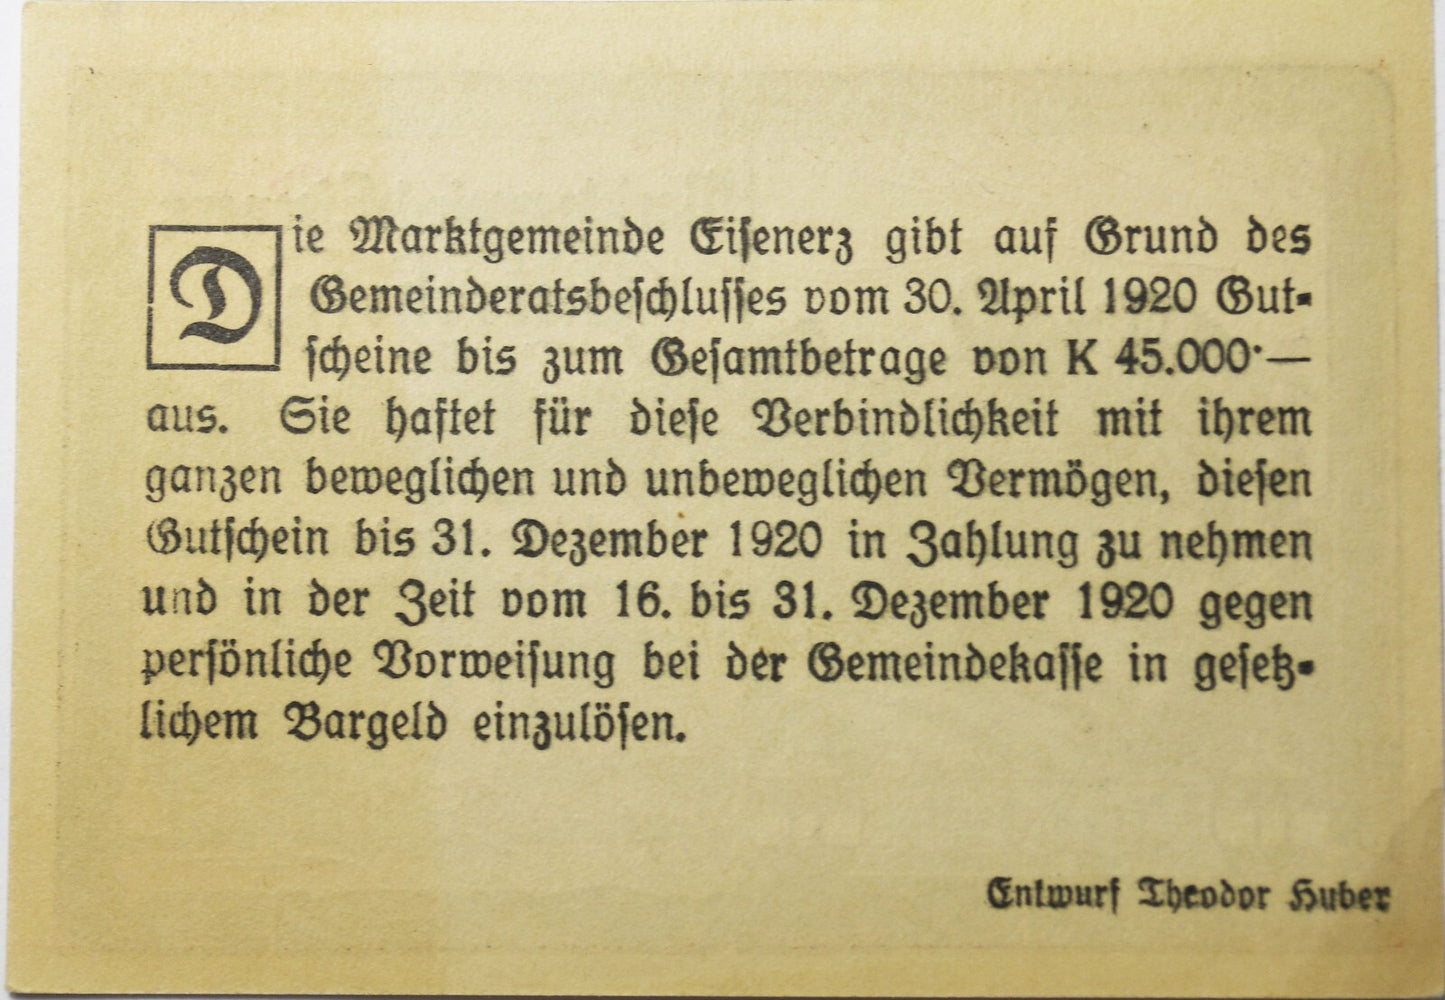 Die Marktgemeinde Eisenerz gibt auf Grund des
Gemeinderatsbeschlusses vom 30. April 1920 Gut-
scheine bis zum Gesamtbetrage von K 45.000·—
aus. Sie haftet für diese Verbindlichkeit mit ihrem
ganzen beweglichen und unbeweglichen Vermögen, diesen
Gutschein bis 31. Dezember 1920 in Zahlung zu nehmen
und in der Zeit vom 16. bis 31. Dezember 1920 gegen
persönliche Vorweisung bei der Gemeindekasse in gesetz-
lichem Bargeld einzulösen.
Entwurf Theodor Huber